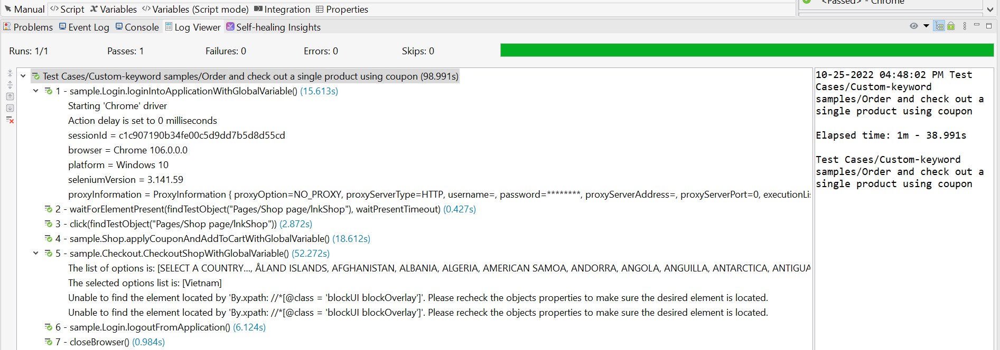 Manual Script Variables Variables (Script mode) Integration Properties
<Passed> - Chrome
Problems Event Log Console Log Viewer Self-healing Insights
Runs: 1/1 Passes: 1 Failures: 0 Errors: 0 Skips: 0
Test Cases/Custom-keyword samples/Order and check out a single product using coupon (98.991s)
1 - sample.Login.loginIntoApplicationWithGlobalVariable() (15.613s)
Starting 'Chrome' driver
Action delay is set to 0 milliseconds
sessionId = c1c907190b34fe00c5d9dd7b5d8d55cd
browser = Chrome 106.0.0.0
platform = Windows 10
seleniumVersion = 3.141.59
proxyInformation = ProxyInformation { proxyOption=NO_PROXY, proxyServerType=HTTP, username=, password=********, proxyServerAddress=, proxyServerPort=0, executionLis
2 - waitForElementPresent(findTestObject("Pages/Shop page/lnkShop"), waitPresentTimeout) (0.427s)
3 - click(findTestObject("Pages/Shop page/lnkShop")) (2.872s)
4 - sample.Shop.applyCouponAndAddToCartWithGlobalVariable() (18.612s)
5 - sample.Checkout.CheckoutShopWithGlobalVariable() (52.272s)
The list of options is: [SELECT A COUNTRY..., ÅLAND ISLANDS, AFGHANISTAN, ALBANIA, ALGERIA, AMERICAN SAMOA, ANDORRA, ANGOLA, ANGUILLA, ANTARCTICA, ANTIGUA
The selected options list is: [Vietnam]
Unable to find the element located by 'By.xpath: //*[@class = 'blockUI blockOverlay']'. Please recheck the objects properties to make sure the desired element is located.
Unable to find the element located by 'By.xpath: //*[@class = 'blockUI blockOverlay']'. Please recheck the objects properties to make sure the desired element is located.
6 - sample.Login.logoutFromApplication() (6.124s)
7 - closeBrowser() (0.984s)
10-25-2022 04:48:02 PM Test
Cases/Custom-keyword
samples/Order and check out a
single product using coupon
Elapsed time: 1m - 38.991s
Test Cases/Custom-keyword
samples/Order and check out a
single product using coupon